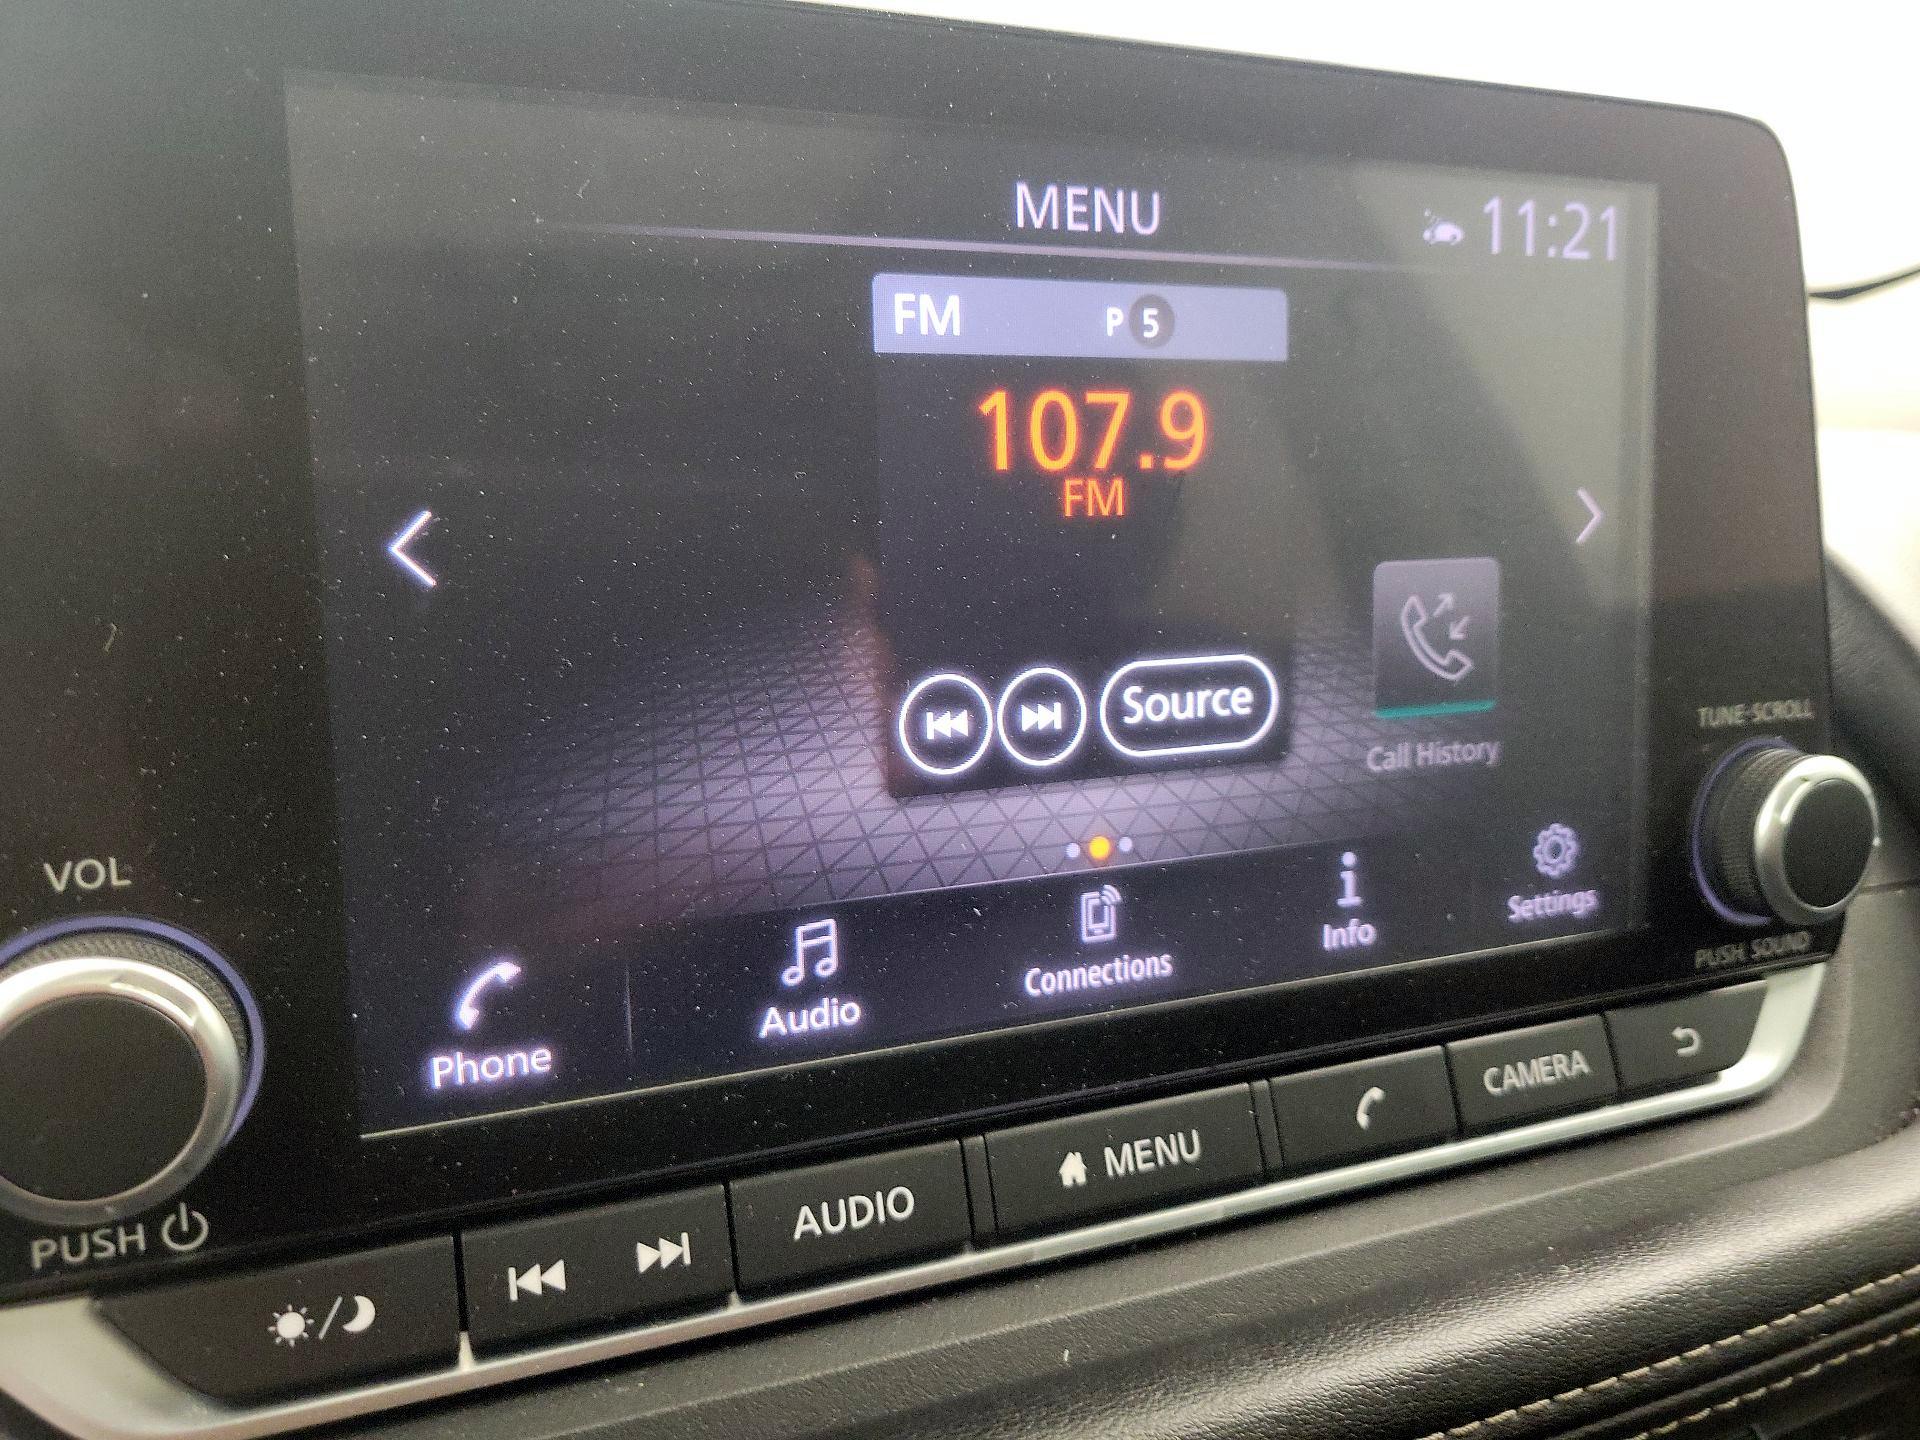 MENU
11:21
FM P 5
107.9
FM
Source
Call History
TUNE·SCROLL
VOL
Phone
Audio
Connections
Info
Settings
PUSH SOUND
PUSH
AUDIO
MENU
CAMERA